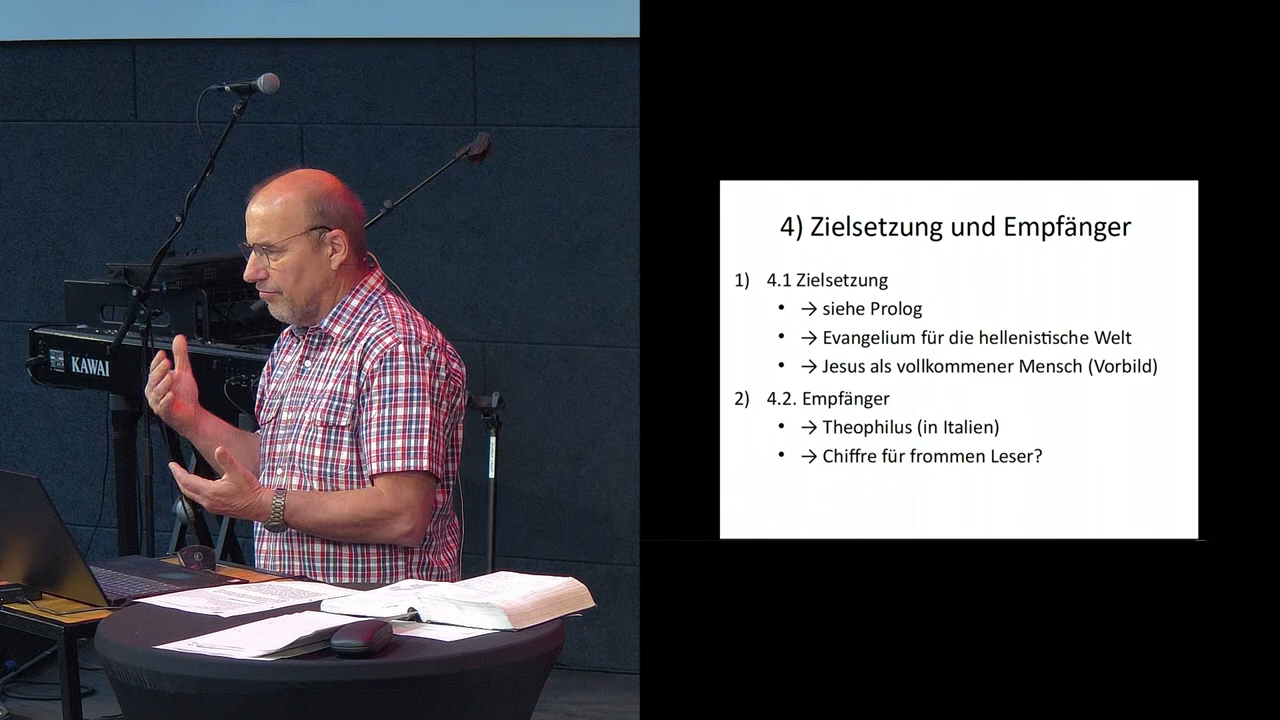 KAWAI
4) Zielsetzung und Empfänger
1) 4.1 Zielsetzung
• → siehe Prolog
• → Evangelium für die hellenistische Welt
• → Jesus als vollkommener Mensch (Vorbild)
2) 4.2. Empfänger
• → Theophilus (in Italien)
• → Chiffre für frommen Leser?